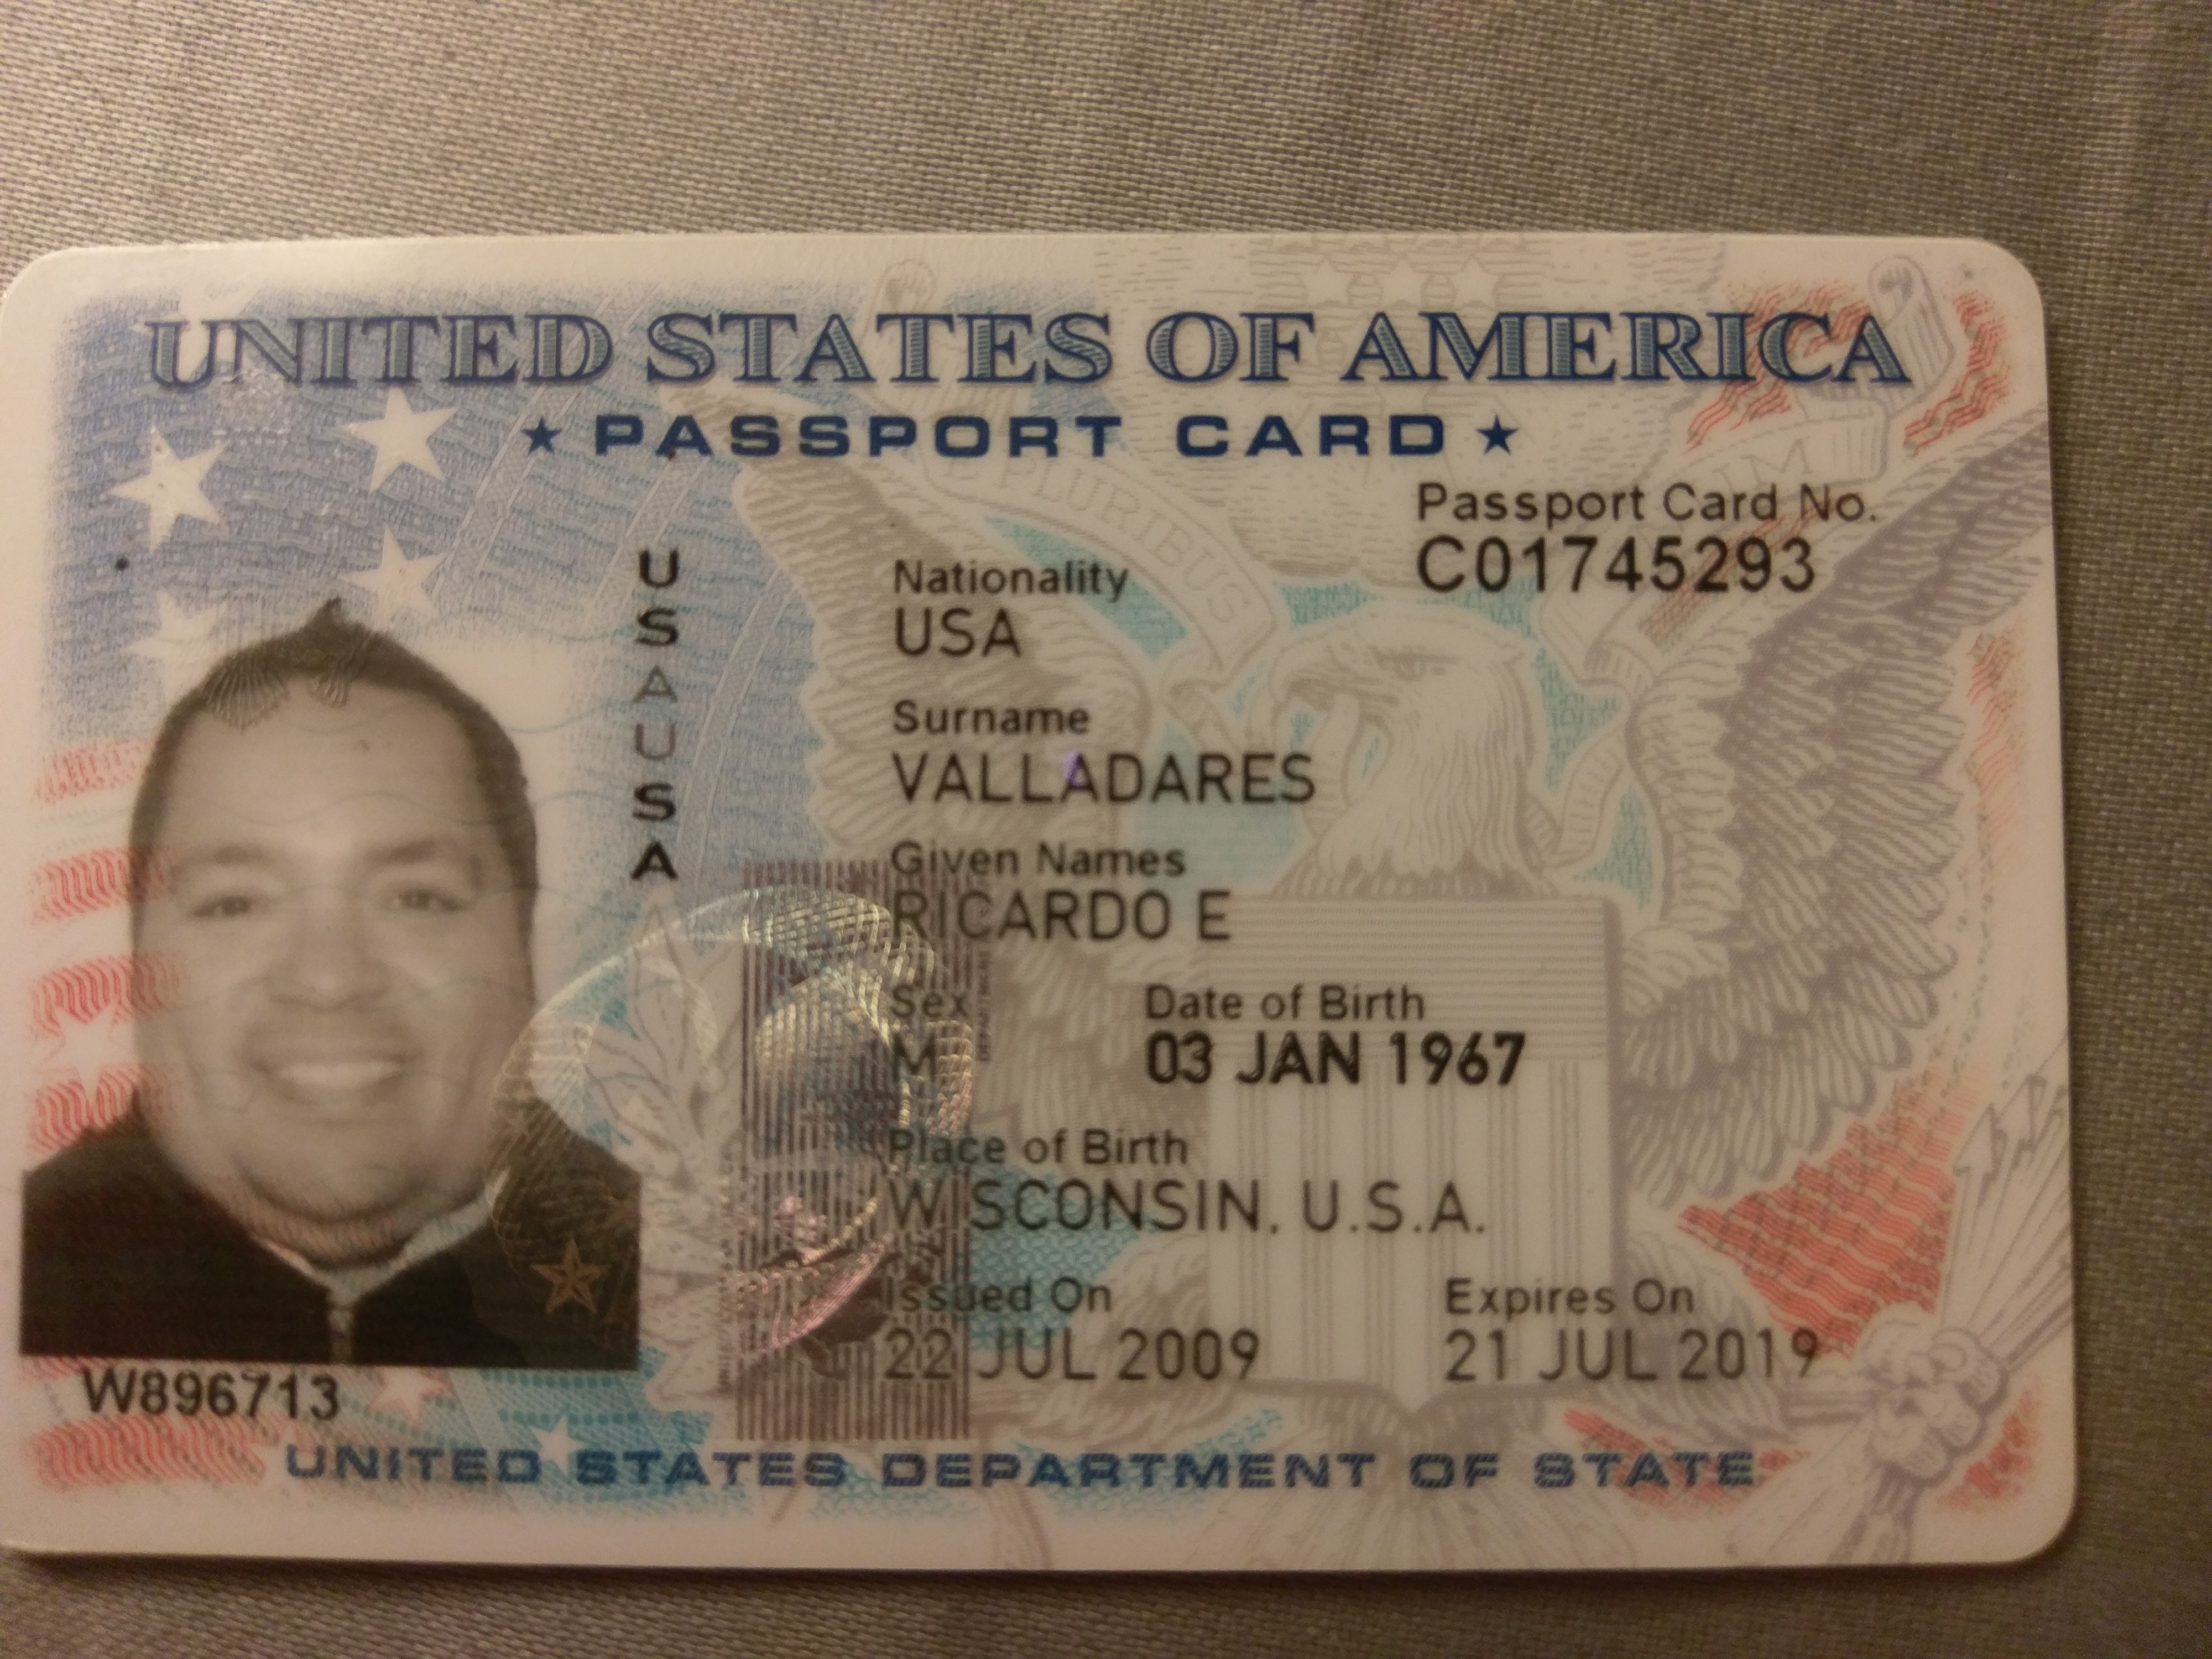 UNITED STATES OF AMERICA
★ PASSPORT CARD ★
Passport Card No.
C01745293
USAUSA
Nationality
USA
Surname
VALLADARES
Given Names
RICARDO E
Sex Date of Birth
M 03 JAN 1967
Place of Birth
WISCONSIN, U.S.A.
Issued On Expires On
22 JUL 2009 21 JUL 2019
W896713
UNITED STATES DEPARTMENT OF STATE
PLURIBUS